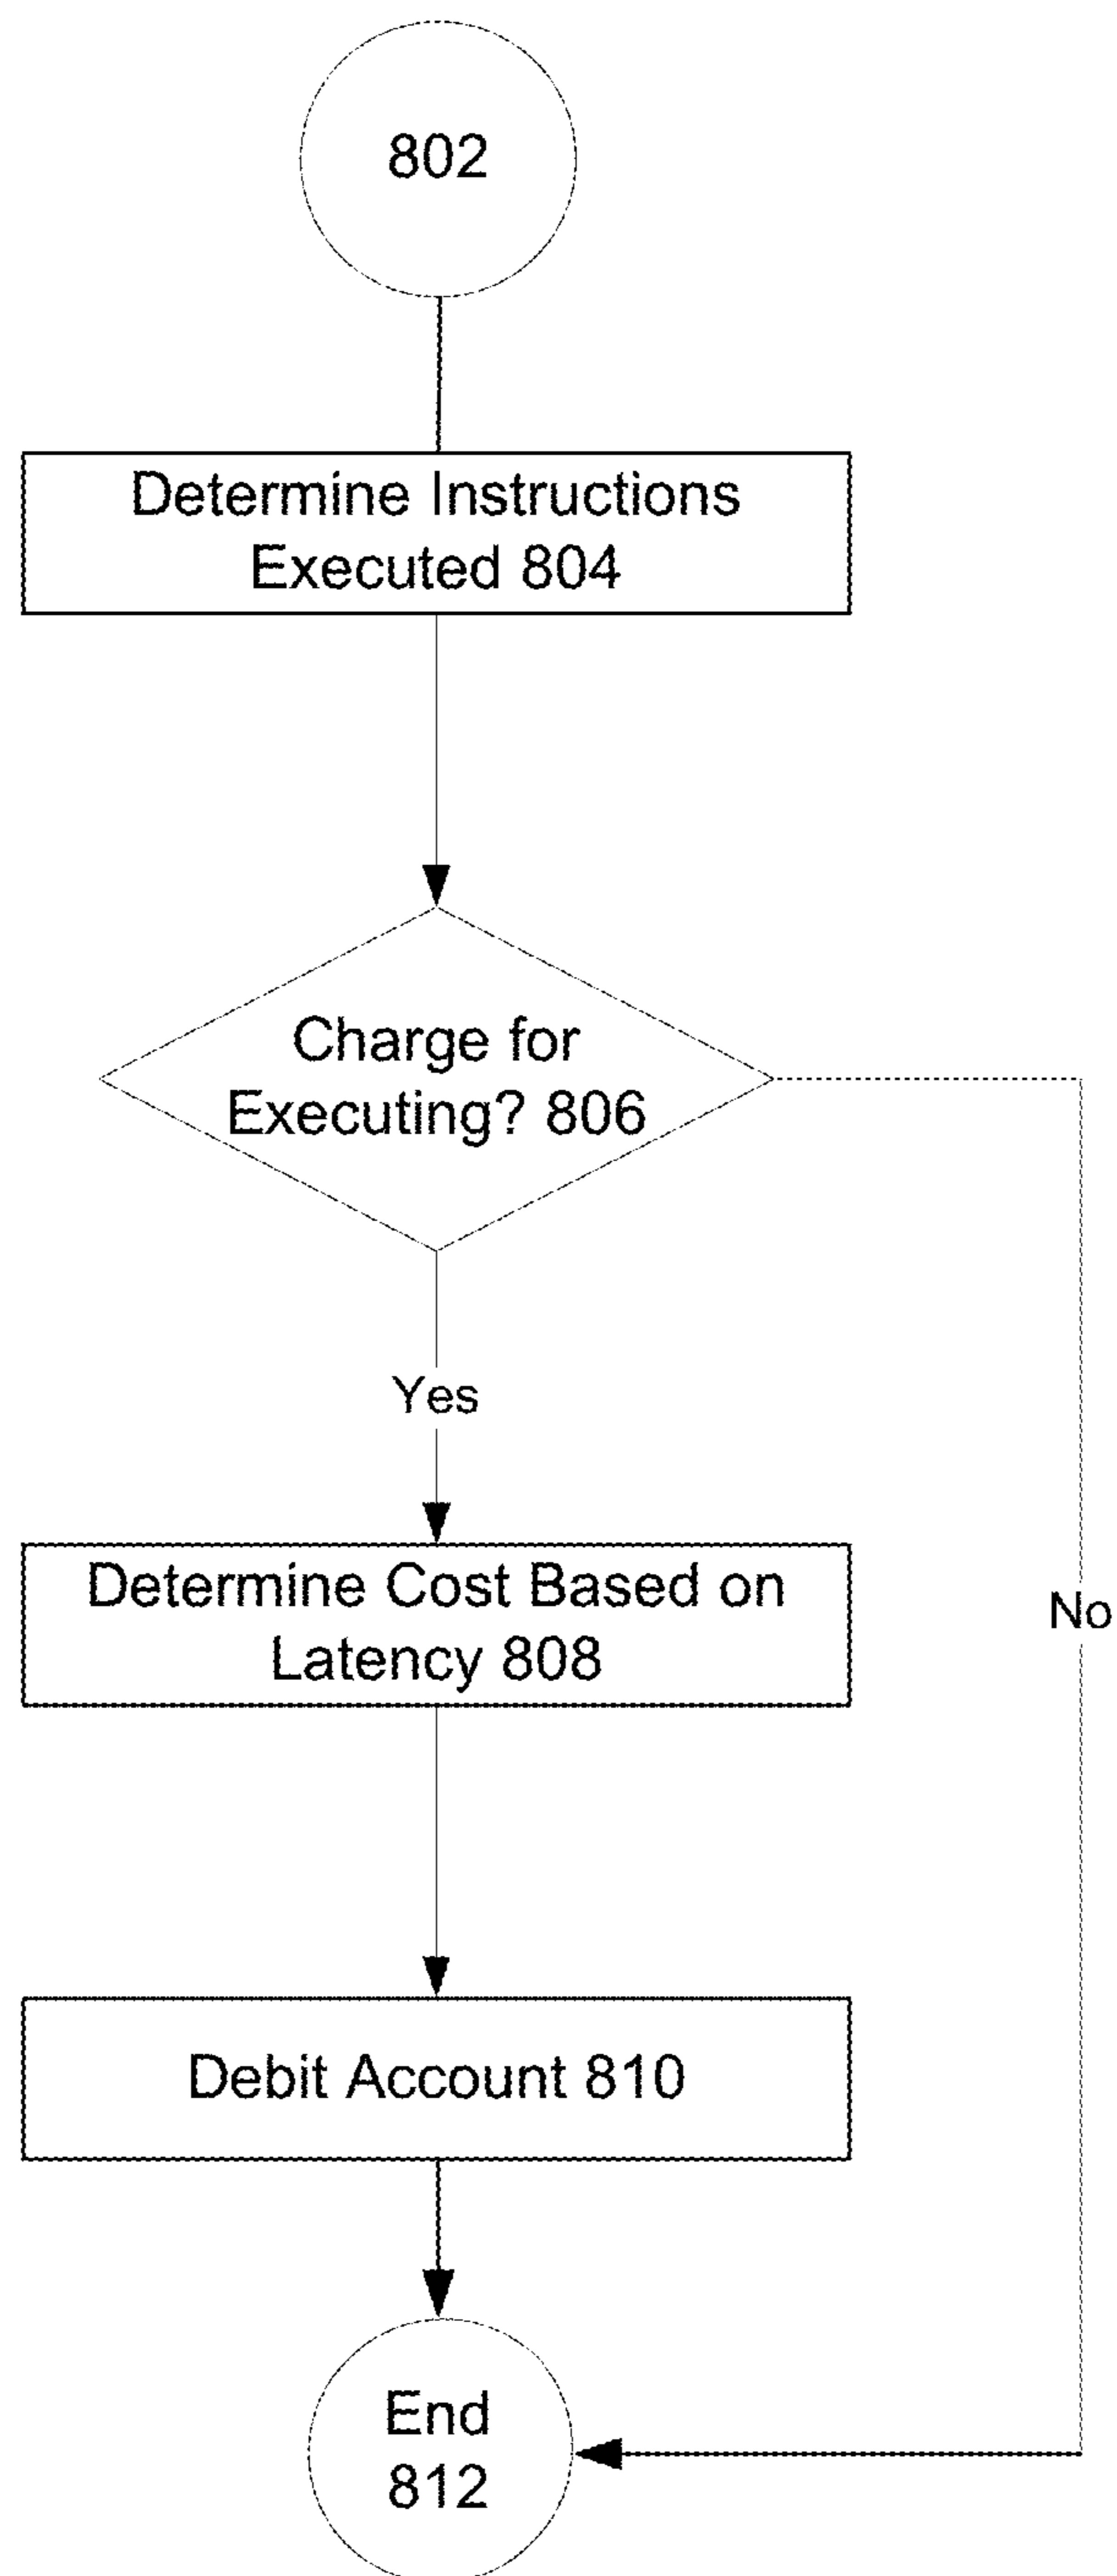 802
Determine Instructions
Executed 804
Charge for
Executing? 806
Yes
Determine Cost Based on
Latency 808
No
Debit Account 810
End
812